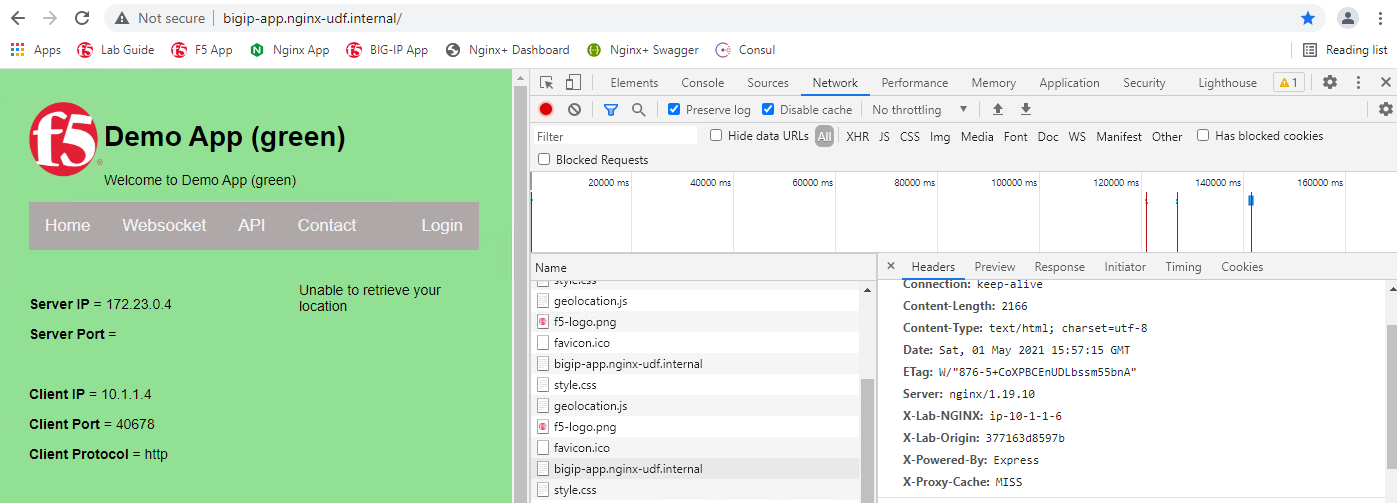 Not secure bigip-app.nginx-udf.internal/
Apps Lab Guide F5 App Nginx App BIG-IP App Nginx+ Dashboard Nginx+ Swagger Consul Reading list
f5 Demo App (green)
Welcome to Demo App (green)
Home Websocket API Contact Login
Unable to retrieve your
location
Server IP = 172.23.0.4
Server Port =
Client IP = 10.1.1.4
Client Port = 40678
Client Protocol = http
Elements Console Sources Network Performance Memory Application Security Lighthouse 1
Preserve log Disable cache No throttling
Filter Hide data URLs All XHR JS CSS Img Media Font Doc WS Manifest Other Has blocked cookies
Blocked Requests
20000 ms 40000 ms 60000 ms 80000 ms 100000 ms 120000 ms 140000 ms 160000 ms
Name
style.css
geolocation.js
f5-logo.png
favicon.ico
bigip-app.nginx-udf.internal
style.css
geolocation.js
f5-logo.png
favicon.ico
bigip-app.nginx-udf.internal
style.css
Headers Preview Response Initiator Timing Cookies
Connection: keep-alive
Content-Length: 2166
Content-Type: text/html; charset=utf-8
Date: Sat, 01 May 2021 15:57:15 GMT
ETag: W/"876-5+CoXPBCEnUDLbssm55bnA"
Server: nginx/1.19.10
X-Lab-NGINX: ip-10-1-1-6
X-Lab-Origin: 377163d8597b
X-Powered-By: Express
X-Proxy-Cache: MISS